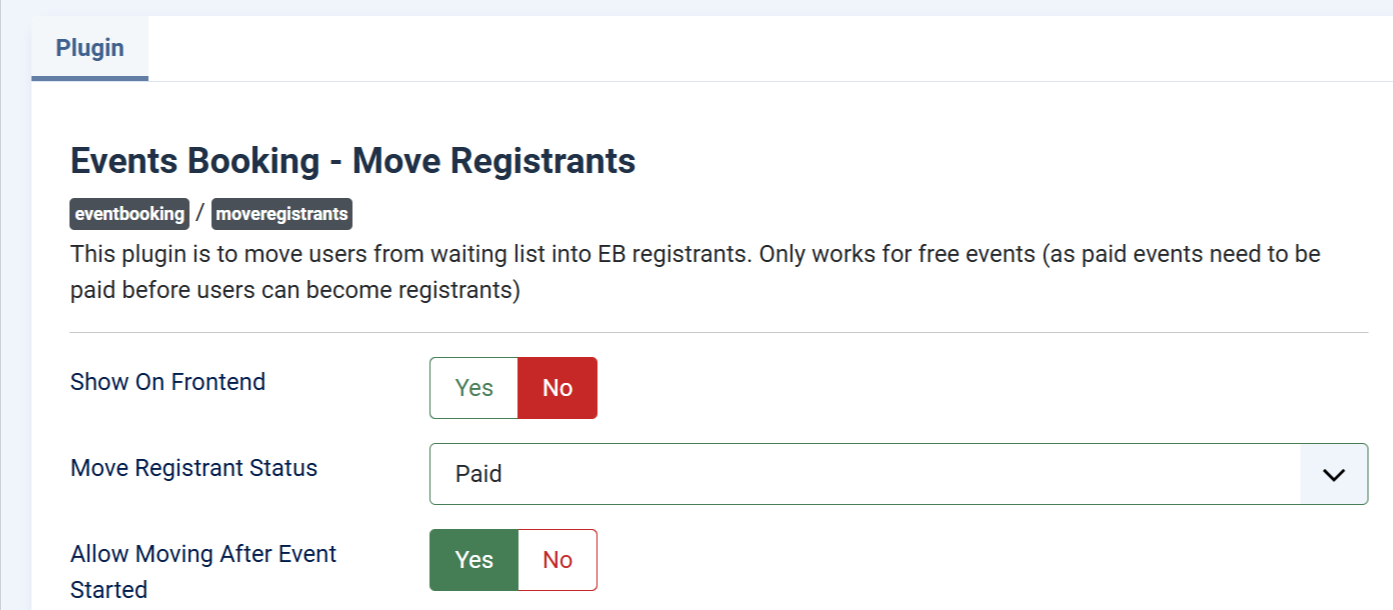 Plugin
Events Booking - Move Registrants
eventbooking / moveregistrants
This plugin is to move users from waiting list into EB registrants. Only works for free events (as paid events need to be
paid before users can become registrants)
Show On Frontend
Yes No
Move Registrant Status
Paid
Allow Moving After Event
Started
Yes No